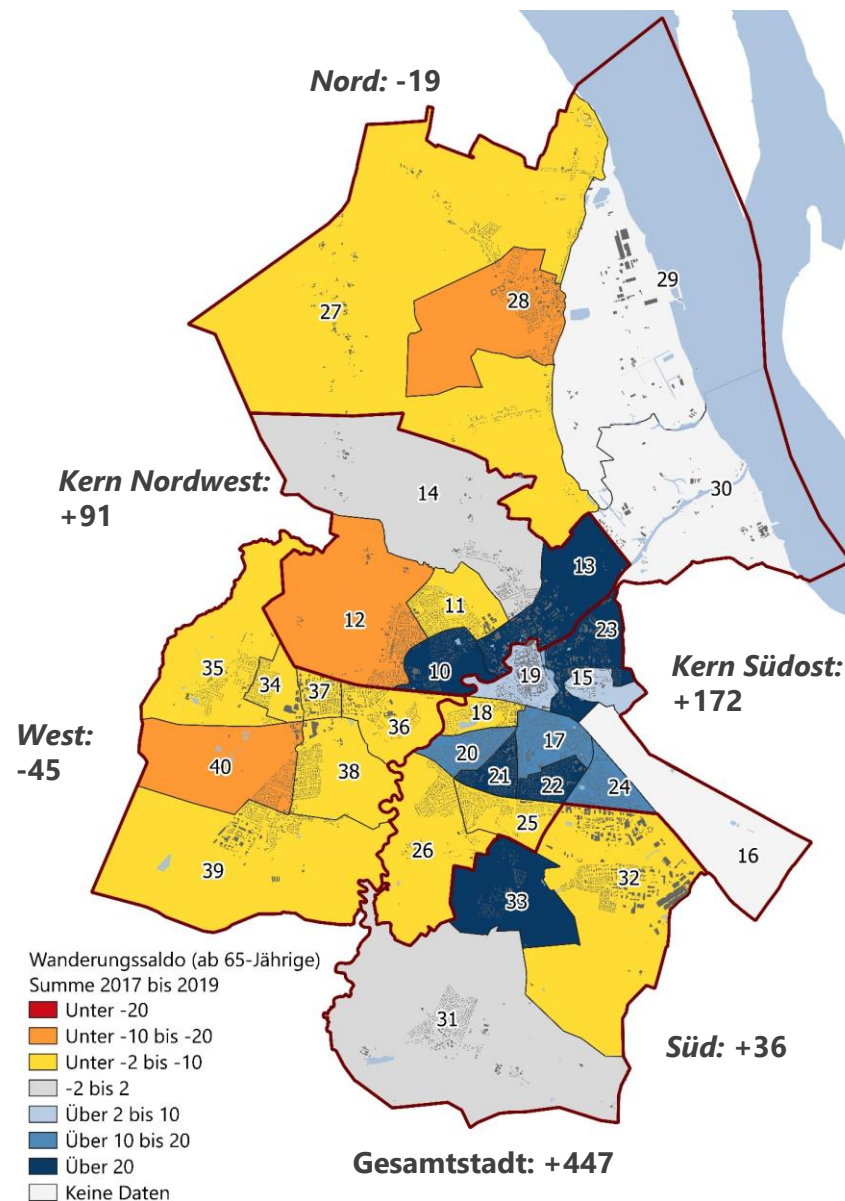 Nord: -19
29
28
27
Kern Nordwest:
+91
14
30
13
11
12
23
10
19
15
Kern Südost:
+172
35
34
37
36
18
17
West:
-45
40
38
20
21
22
24
25
16
26
39
32
33
31
Wanderungssaldo (ab 65-Jährige)
Summe 2017 bis 2019
Unter -20
Unter -10 bis -20
Unter -2 bis -10
-2 bis 2
Über 2 bis 10
Über 10 bis 20
Über 20
Keine Daten
Süd: +36
Gesamtstadt: +447